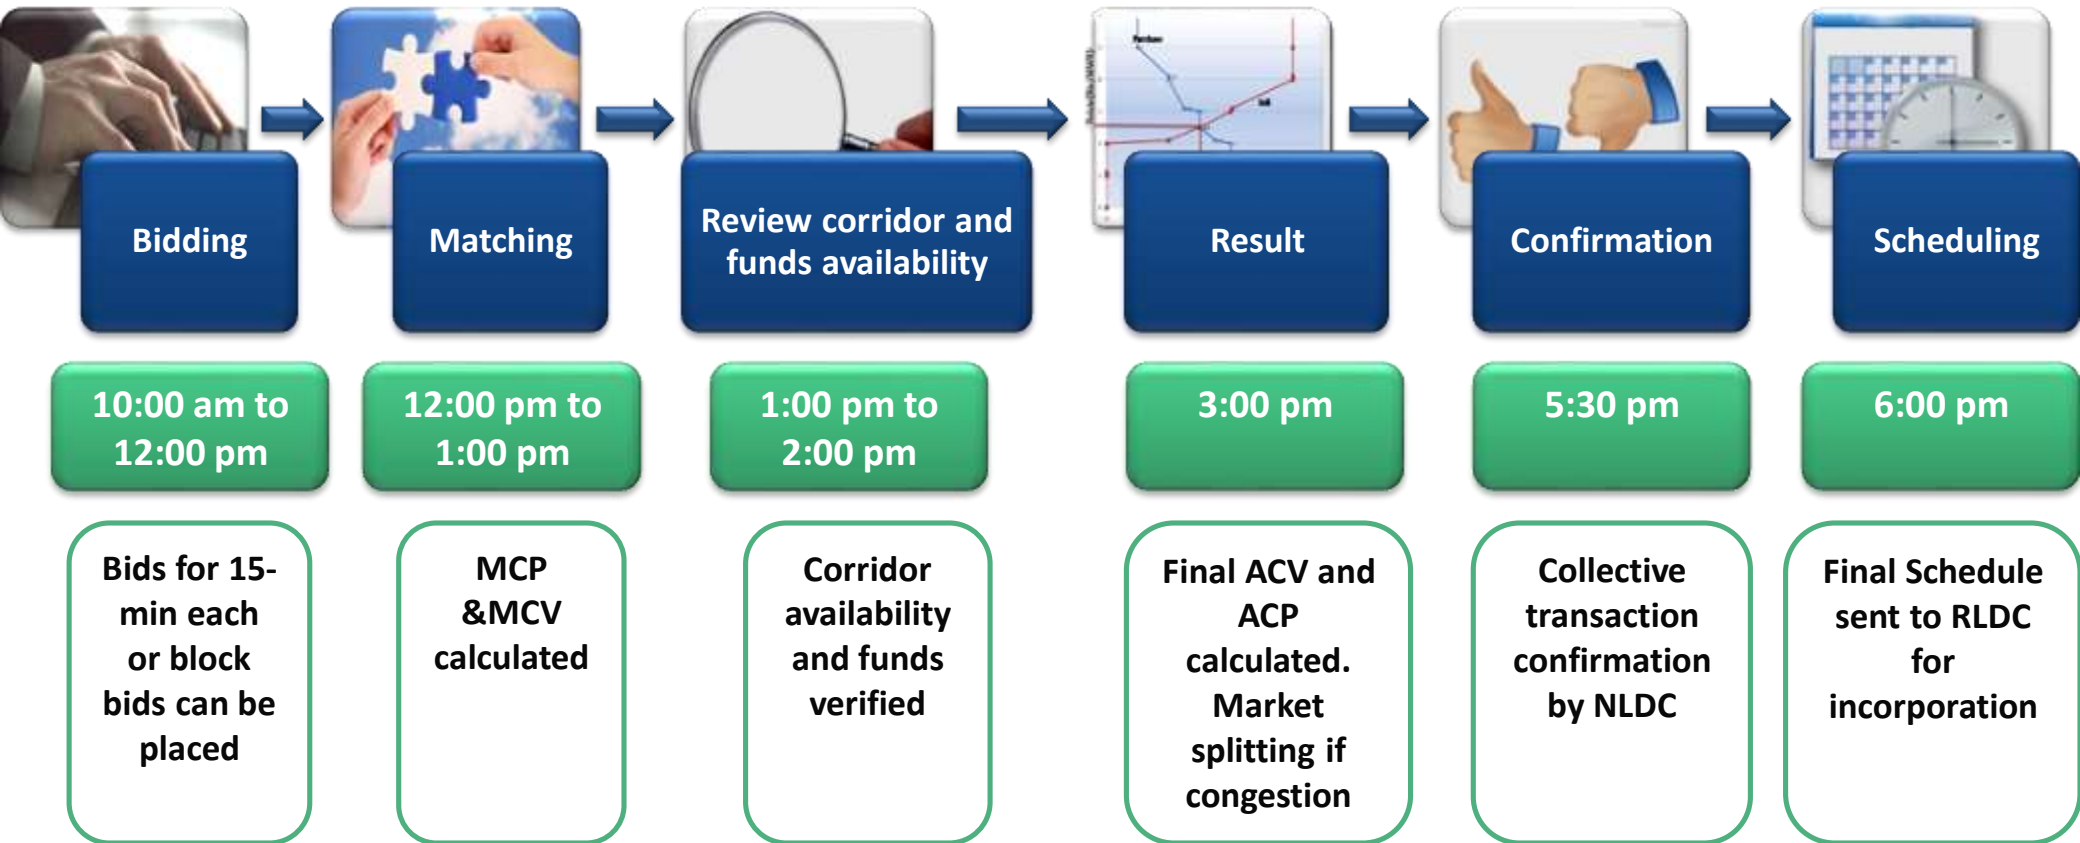 Bidding
Matching
Review corridor and
funds availability
Result
Confirmation
Scheduling
10:00 am to
12:00 pm
12:00 pm to
1:00 pm
1:00 pm to
2:00 pm
3:00 pm
5:30 pm
6:00 pm
Bids for 15-
min each
or block
bids can be
placed
MCP
&MCV
calculated
Corridor
availability
and funds
verified
Final ACV and
ACP
calculated.
Market
splitting if
congestion
Collective
transaction
confirmation
by NLDC
Final Schedule
sent to RLDC
for
incorporation